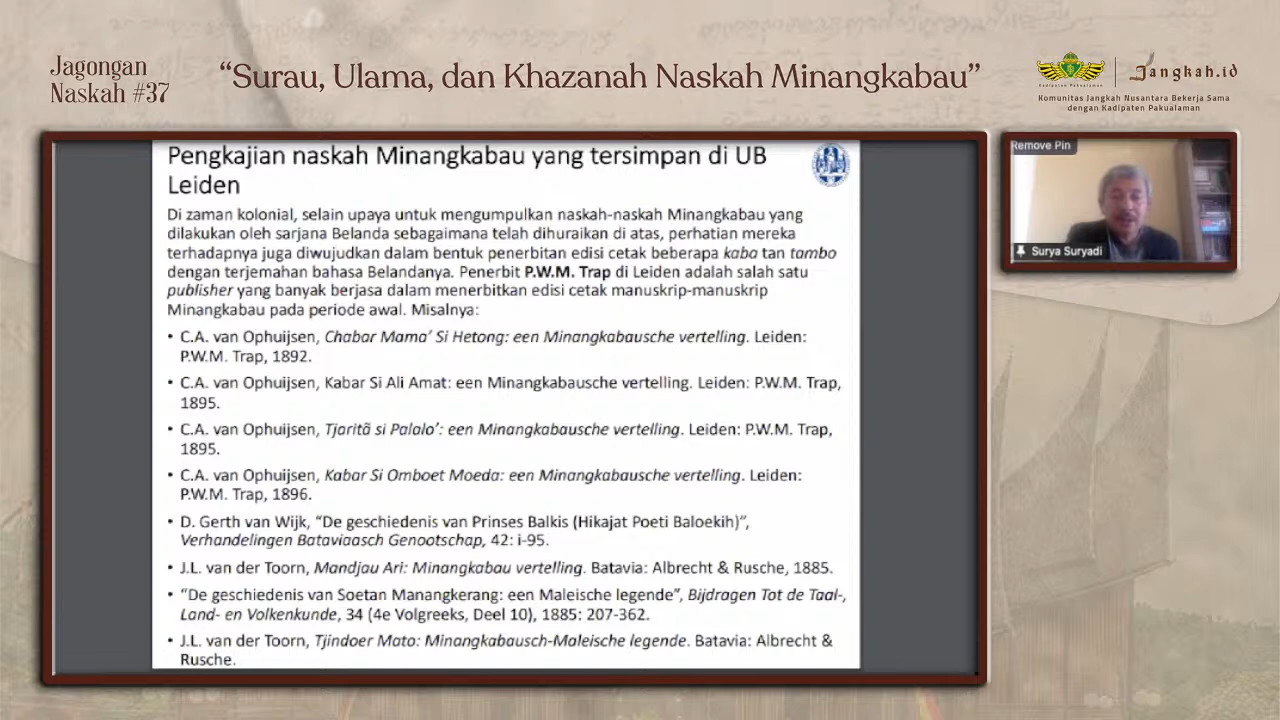 Jagongan
Naskah #37
“Surau, Ulama, dan Khazanah Naskah Minangkabau”
Kadipaten Pakualaman
Jangkah.id
Komunitas Jangkah Nusantara Bekerja Sama
dengan Kadipaten Pakualaman
Pengkajian naskah Minangkabau yang tersimpan di UB
Leiden
Di zaman kolonial, selain upaya untuk mengumpulkan naskah-naskah Minangkabau yang
dilakukan oleh sarjana Belanda sebagaimana telah dihuraikan di atas, perhatian mereka
terhadapnya juga diwujudkan dalam bentuk penerbitan edisi cetak beberapa kaba tan tambo
dengan terjemahan bahasa Belandanya. Penerbit P.W.M. Trap di Leiden adalah salah satu
publisher yang banyak berjasa dalam menerbitkan edisi cetak manuskrip-manuskrip
Minangkabau pada periode awal. Misalnya:
• C.A. van Ophuijsen, Chabar Mama’ Si Hetong: een Minangkabausche vertelling. Leiden:
P.W.M. Trap, 1892.
• C.A. van Ophuijsen, Kabar Si Ali Amat: een Minangkabausche vertelling. Leiden: P.W.M. Trap,
1895.
• C.A. van Ophuijsen, Tjaritã si Palalo’: een Minangkabausche vertelling. Leiden: P.W.M. Trap,
1895.
• C.A. van Ophuijsen, Kabar Si Omboet Moeda: een Minangkabausche vertelling. Leiden:
P.W.M. Trap, 1896.
• D. Gerth van Wijk, “De geschiedenis van Prinses Balkis (Hikajat Poeti Baloekih)”,
Verhandelingen Bataviaasch Genootschap, 42: i-95.
• J.L. van der Toorn, Mandjau Ari: Minangkabau vertelling. Batavia: Albrecht & Rusche, 1885.
• “De geschiedenis van Soetan Manangkerang: een Maleische legende”, Bijdragen Tot de Taal-,
Land- en Volkenkunde, 34 (4e Volgreeks, Deel 10), 1885: 207-362.
• J.L. van der Toorn, Tjindoer Mato: Minangkabausch-Maleische legende. Batavia: Albrecht &
Rusche.
Remove Pin
Surya Suryadi